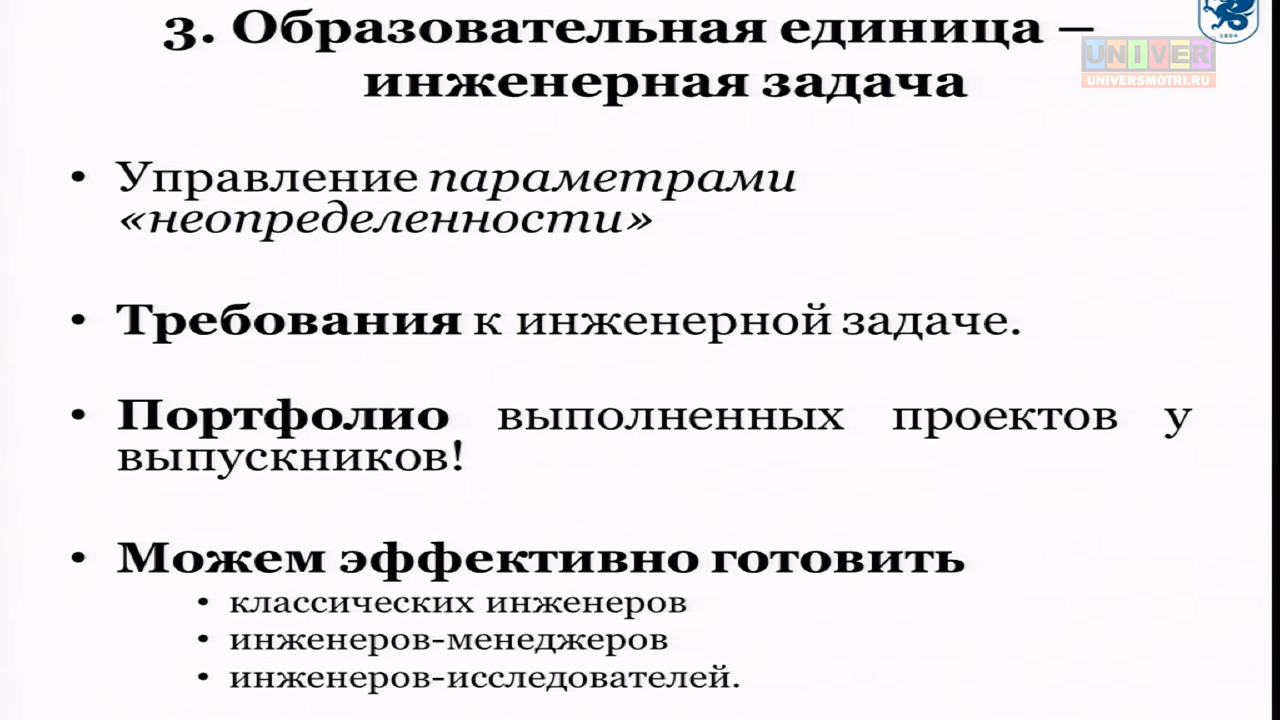 3. Образовательная единица –
инженерная задача
UNIVER
UNIVERSMOTRI.RU
1804
• Управление параметрами
«неопределенности»
• Требования к инженерной задаче.
• Портфолио выполненных проектов у
выпускников!
• Можем эффективно готовить
• классических инженеров
• инженеров-менеджеров
• инженеров-исследователей.